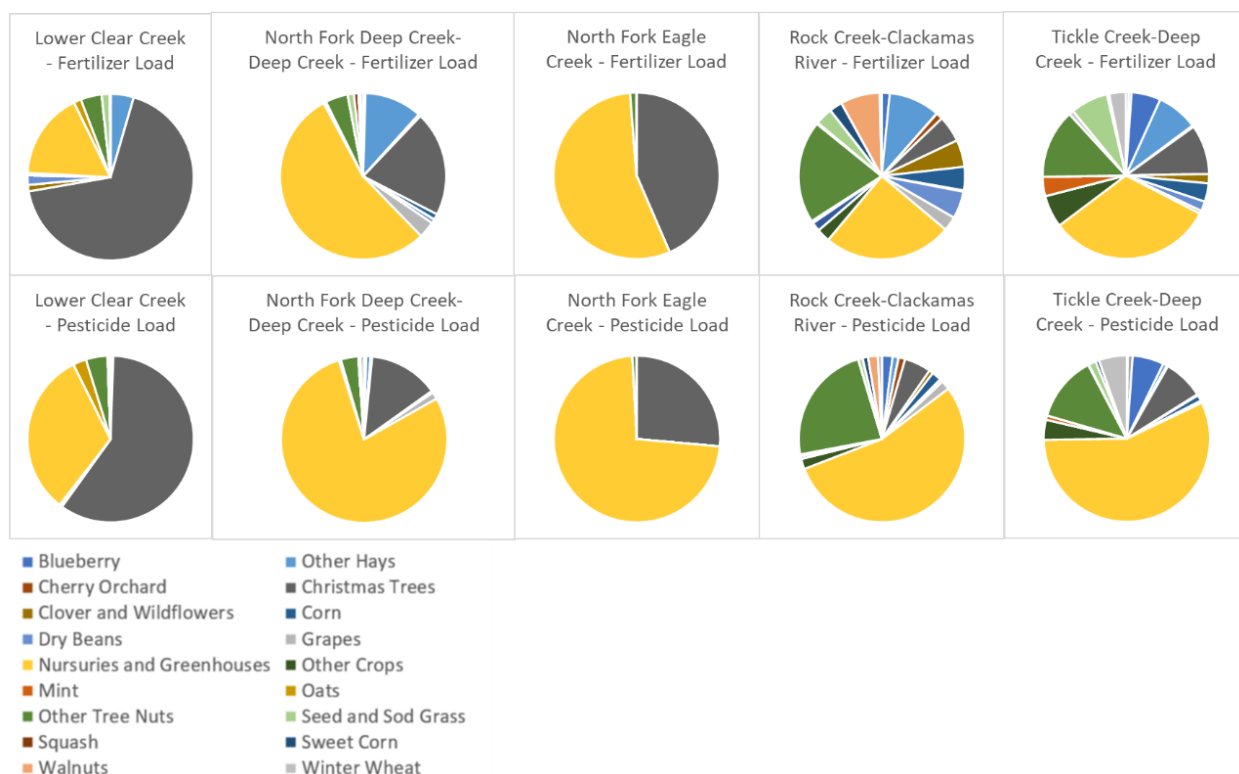 Lower Clear Creek
- Fertilizer Load
North Fork Deep Creek-
Deep Creek - Fertilizer Load
North Fork Eagle
Creek - Fertilizer Load
Rock Creek-Clackamas
River - Fertilizer Load
Tickle Creek-Deep
Creek - Fertilizer Load
Lower Clear Creek
- Pesticide Load
North Fork Deep Creek-
Deep Creek - Pesticide Load
North Fork Eagle
Creek - Pesticide Load
Rock Creek-Clackamas
River - Pesticide Load
Tickle Creek-Deep
Creek - Pesticide Load
Blueberry
Other Hays
Cherry Orchard
Christmas Trees
Clover and Wildflowers
Corn
Dry Beans
Grapes
Nursuries and Greenhouses
Other Crops
Mint
Oats
Other Tree Nuts
Seed and Sod Grass
Squash
Sweet Corn
Walnuts
Winter Wheat